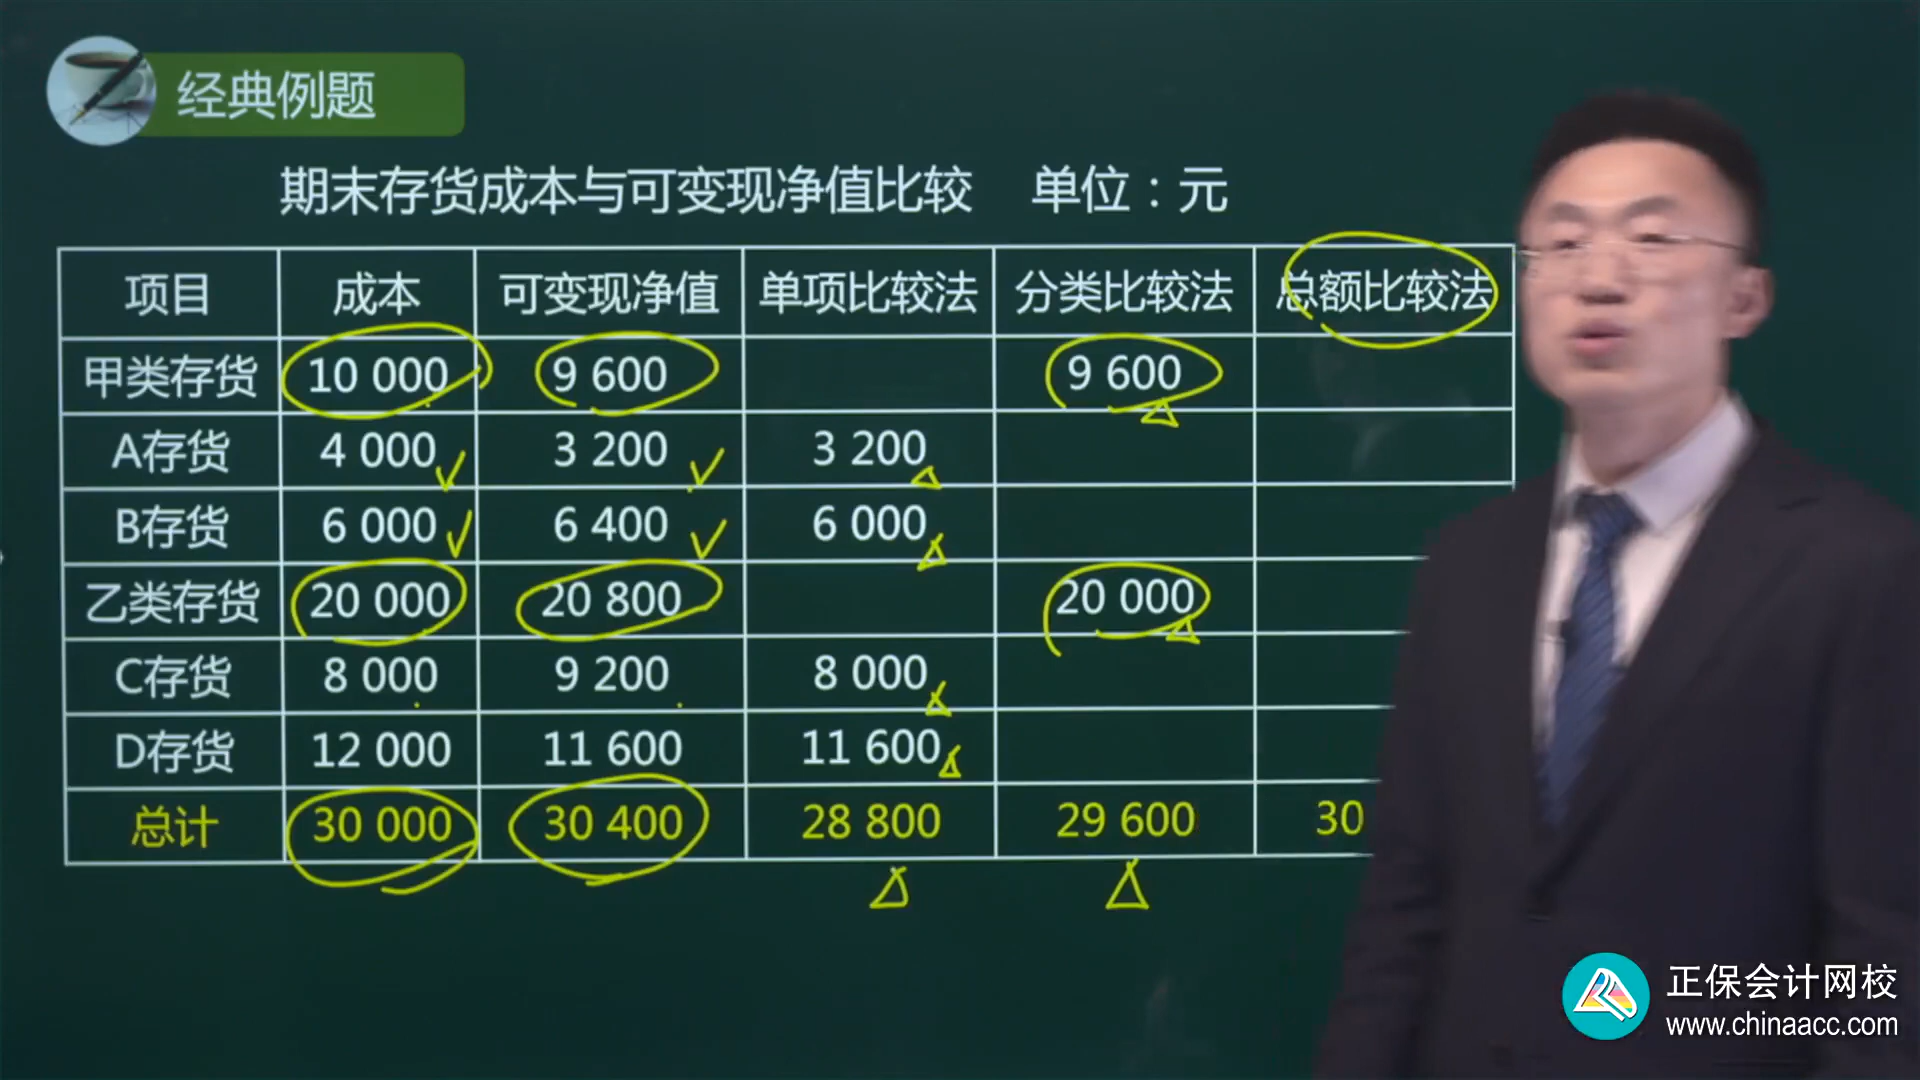 经典例题
期末存货成本与可变现净值比较 单位：元
项目 成本 可变现净值 单项比较法 分类比较法 总额比较法
甲类存货 10 000 9 600 9 600
A存货 4 000 3 200 3 200
B存货 6 000 6 400 6 000
乙类存货 20 000 20 800 20 000
C存货 8 000 9 200 8 000
D存货 12 000 11 600 11 600
总计 30 000 30 400 28 800 29 600 30
正保会计网校
www.chinaacc.com